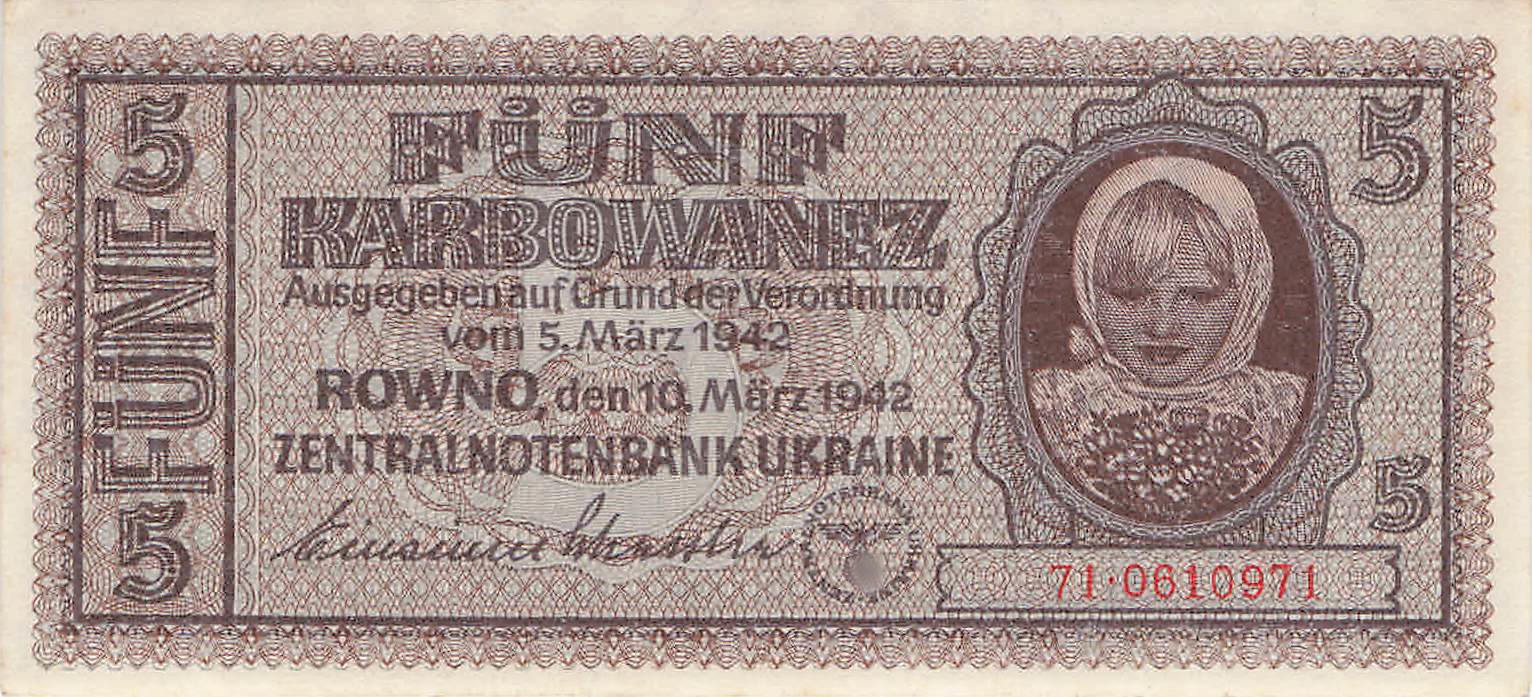 5 FÜNF 5
FÜNF
KARBOWANEZ
Ausgegeben auf Grund der Verordnung
vom 5. März 1942
ROWNO, den 10. März 1942
ZENTRALNOTENBANK UKRAINE
5
5
71·0610971